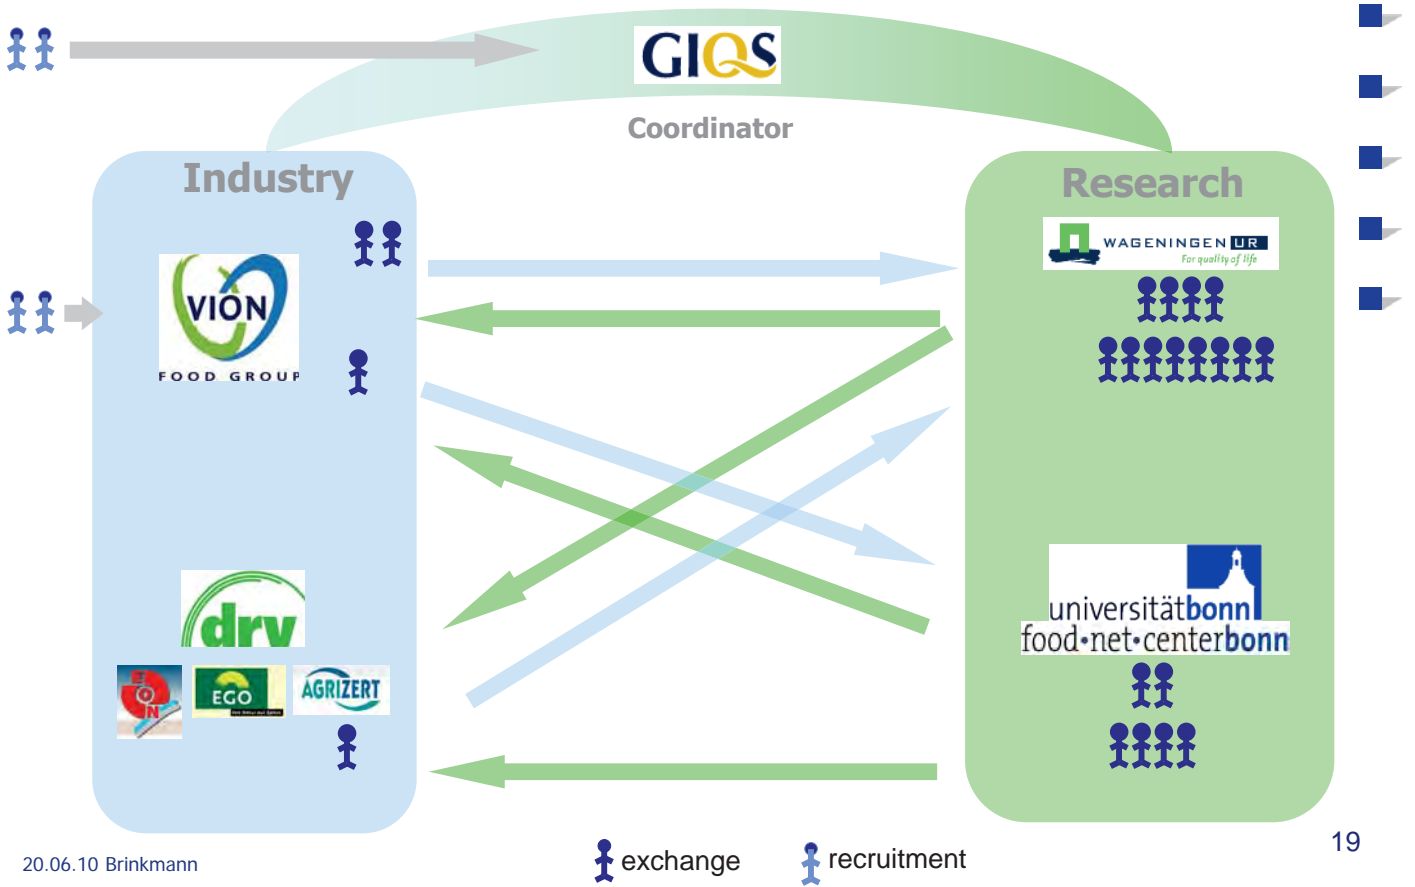 GIQS
Coordinator
Industry
Research
VION
FOOD GROUP
WAGENINGEN UR
For quality of life
drv
universitätbonn
food•net•centerbonn
EGO
AGRIZERT
exchange
recruitment
20.06.10 Brinkmann
19